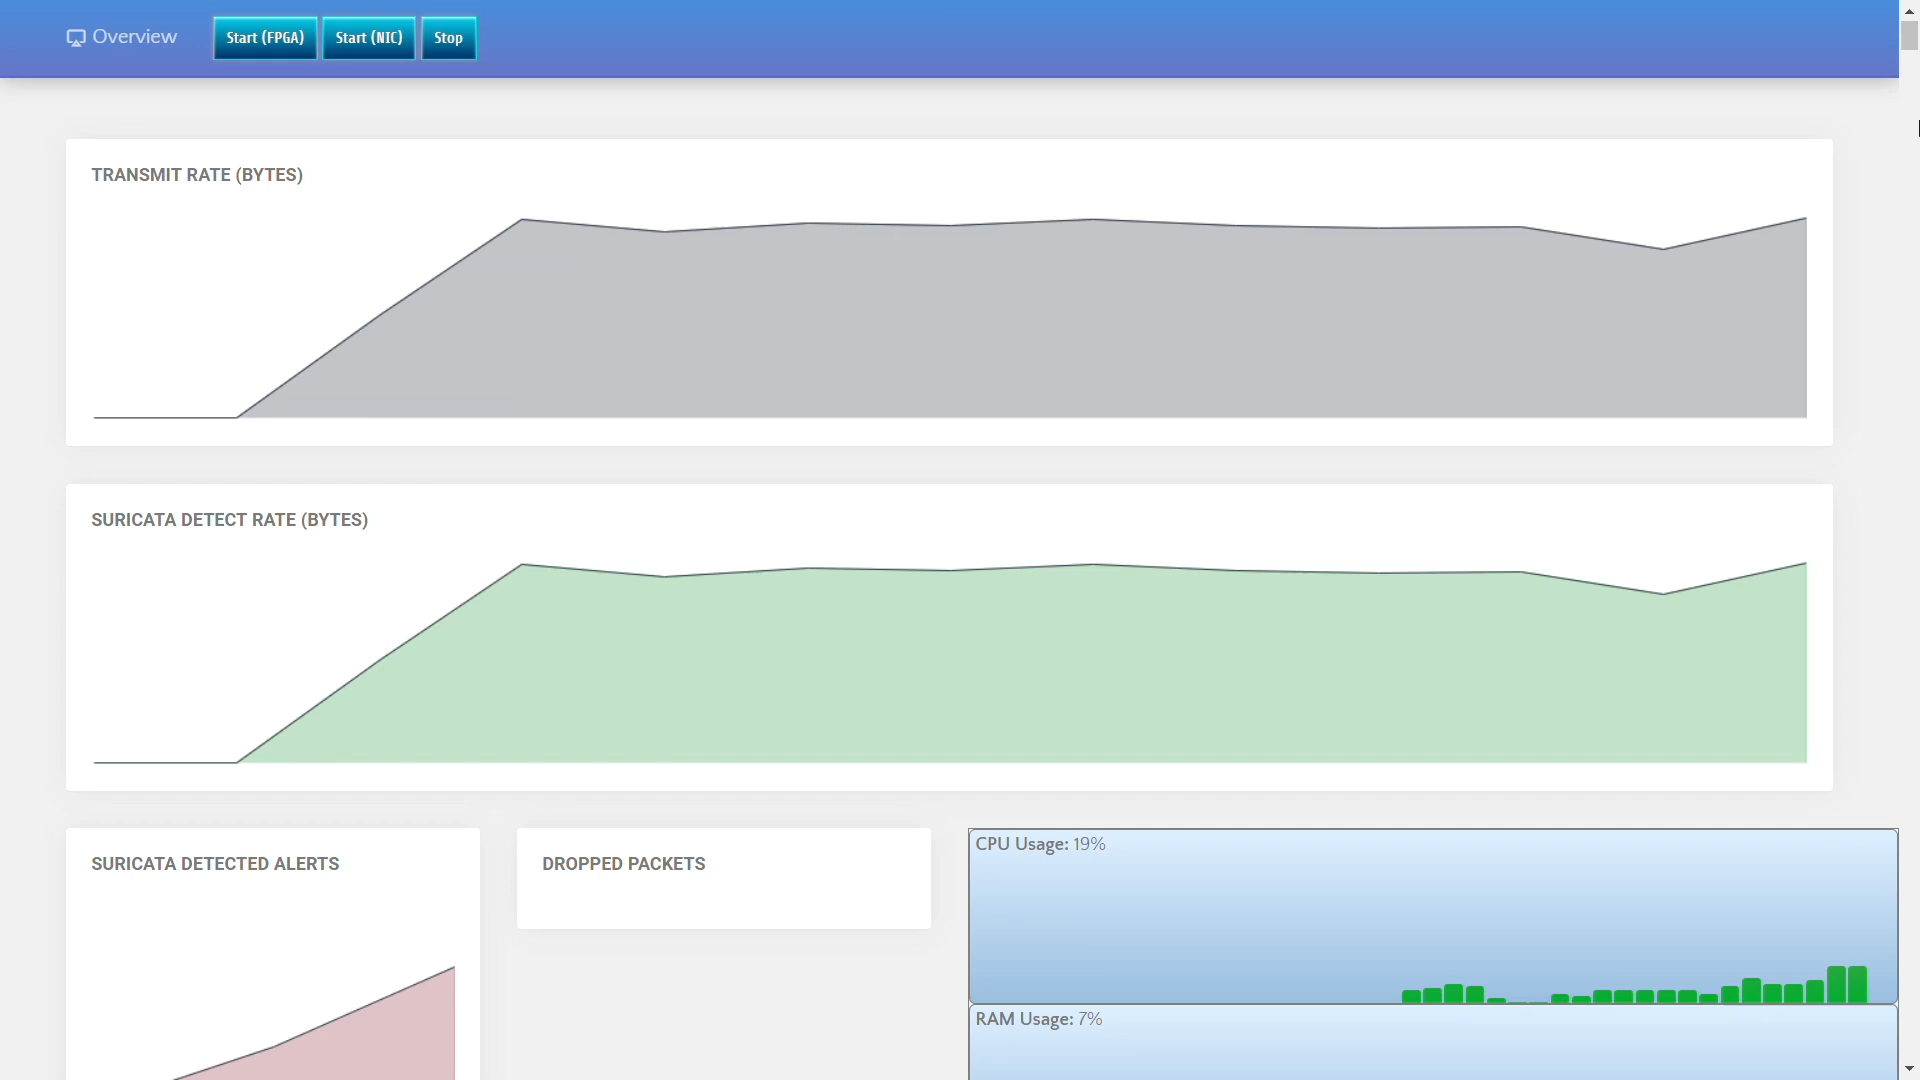 Overview
Start (FPGA)
Start (NIC)
Stop
TRANSMIT RATE (BYTES)
SURICATA DETECT RATE (BYTES)
SURICATA DETECTED ALERTS
DROPPED PACKETS
CPU Usage: 19%
RAM Usage: 7%